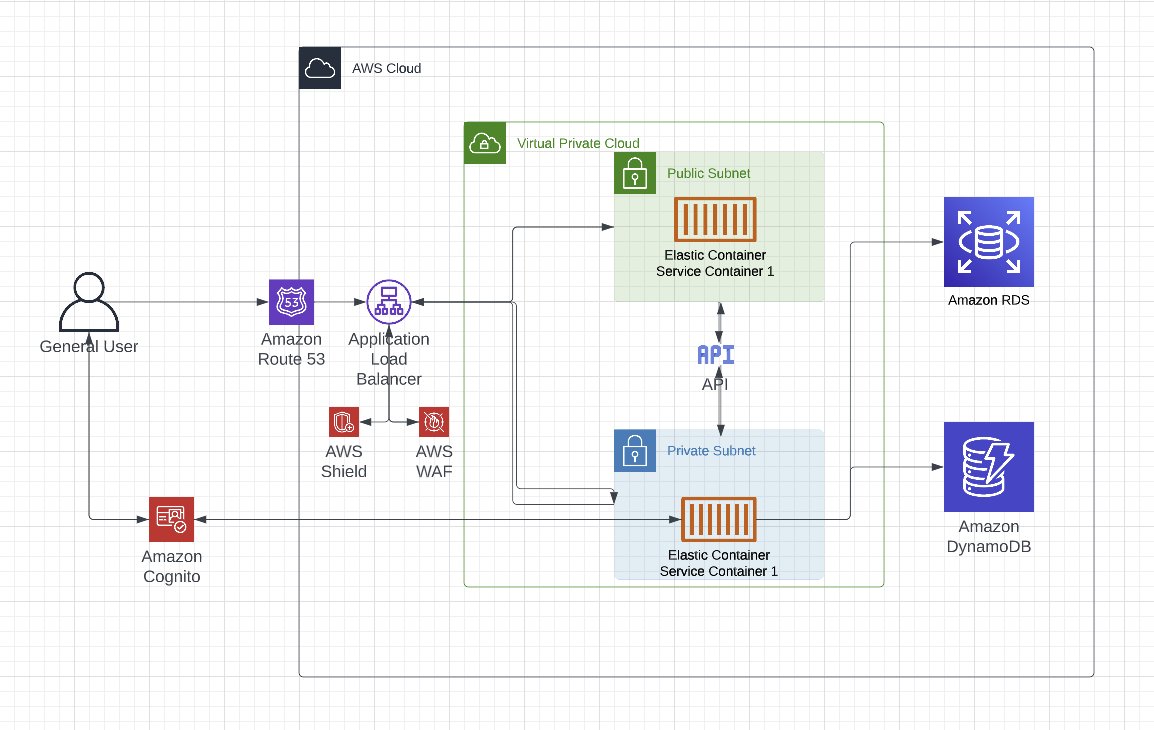 AWS Cloud
Virtual Private Cloud
Public Subnet
Elastic Container
Service Container 1
Amazon RDS
General User
53
Amazon
Route 53
Application
Load
Balancer
API
API
AWS
Shield
AWS
WAF
Private Subnet
Elastic Container
Service Container 1
Amazon
DynamoDB
Amazon
Cognito